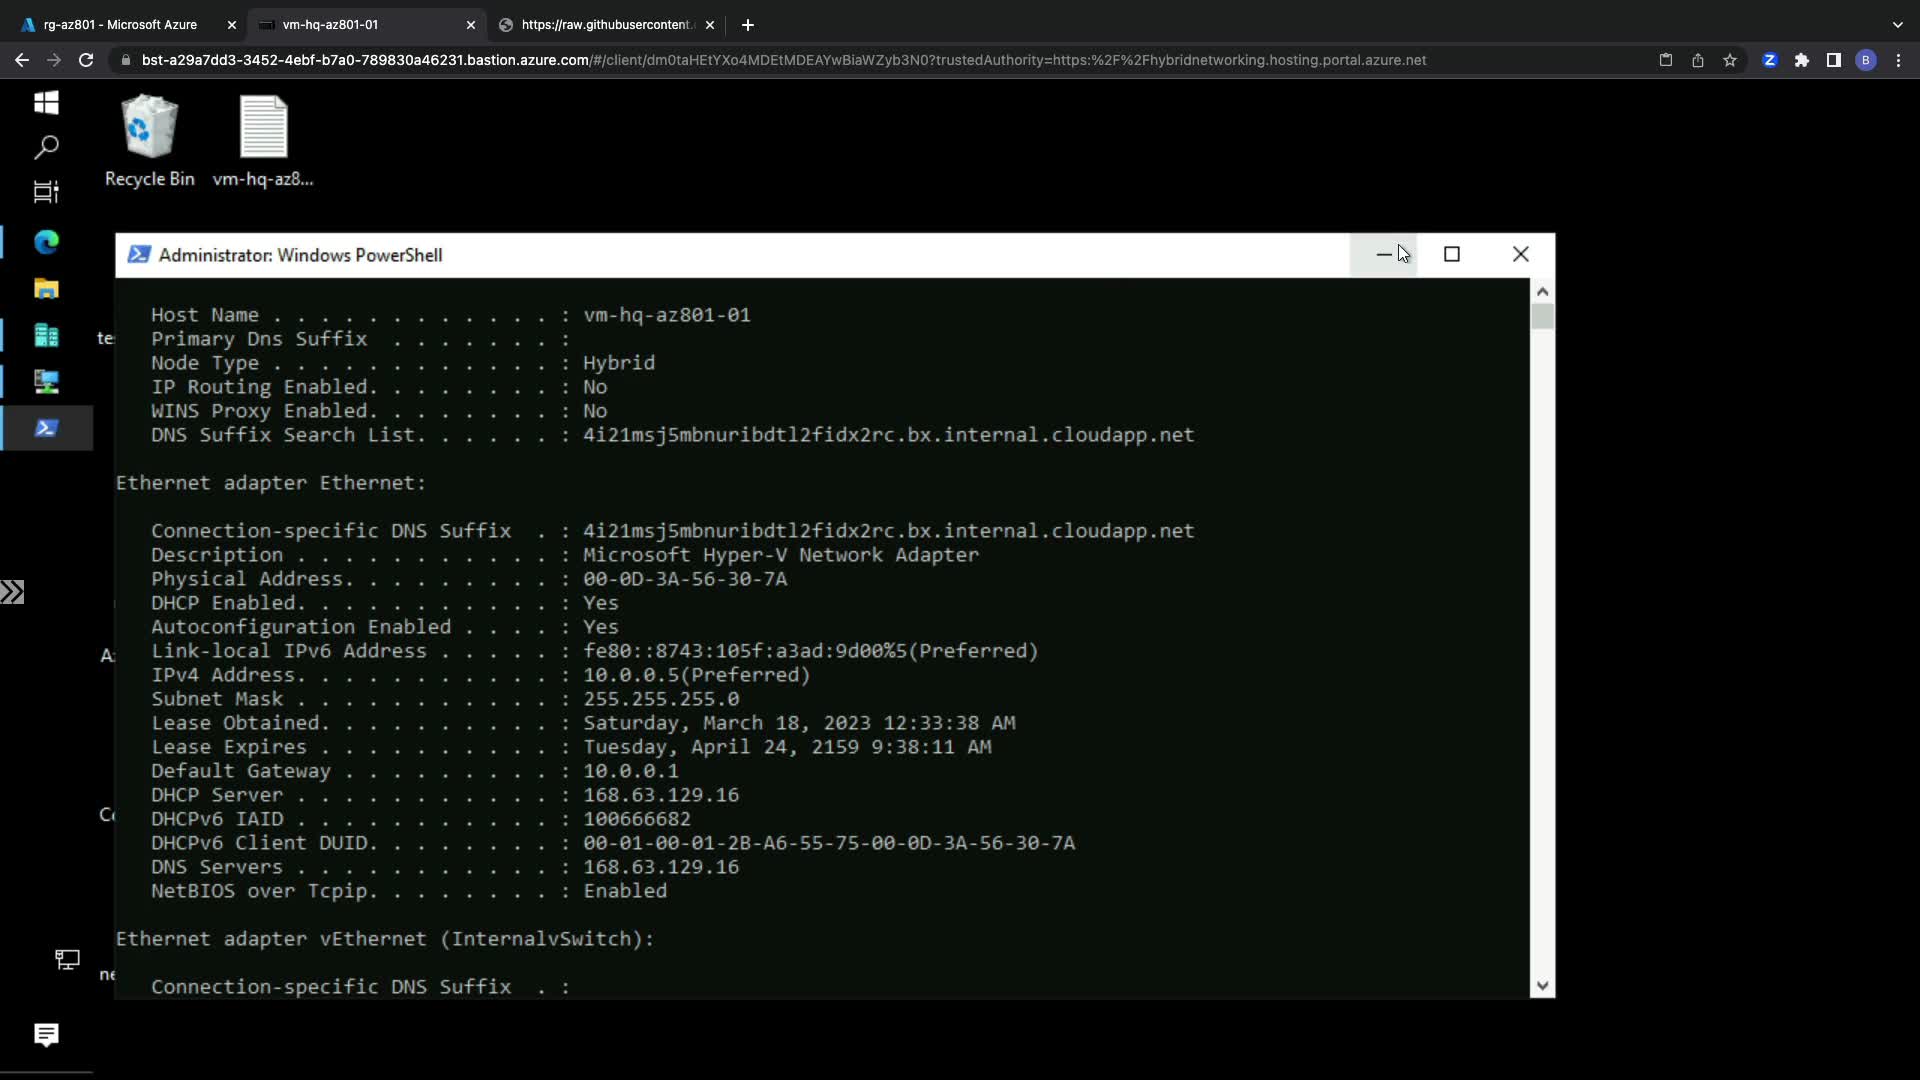 rg-az801 - Microsoft Azure
vm-hq-az801-01
https://raw.githubusercontent.
bst-a29a7dd3-3452-4ebf-b7a0-789830a46231.bastion.azure.com/#/client/dm0taHEtYXo4MDEtMDEAYwBiaWZyb3N0?trustedAuthority=https:%2F%2Fhybridnetworking.hosting.portal.azure.net
Z
B
Recycle Bin
vm-hq-az8...
Administrator: Windows PowerShell
Host Name . . . . . . . . . . . . : vm-hq-az801-01
Primary Dns Suffix  . . . . . . . :
Node Type . . . . . . . . . . . . : Hybrid
IP Routing Enabled. . . . . . . . : No
WINS Proxy Enabled. . . . . . . . : No
DNS Suffix Search List. . . . . . : 4i21msj5mbnuribdtl2fidx2rc.bx.internal.cloudapp.net
Ethernet adapter Ethernet:
Connection-specific DNS Suffix  . : 4i21msj5mbnuribdtl2fidx2rc.bx.internal.cloudapp.net
Description . . . . . . . . . . . : Microsoft Hyper-V Network Adapter
Physical Address. . . . . . . . . : 00-0D-3A-56-30-7A
DHCP Enabled. . . . . . . . . . . : Yes
Autoconfiguration Enabled . . . . : Yes
Link-local IPv6 Address . . . . . : fe80::8743:105f:a3ad:9d00%5(Preferred)
IPv4 Address. . . . . . . . . . . : 10.0.0.5(Preferred)
Subnet Mask . . . . . . . . . . . : 255.255.255.0
Lease Obtained. . . . . . . . . . : Saturday, March 18, 2023 12:33:38 AM
Lease Expires . . . . . . . . . . : Tuesday, April 24, 2159 9:38:11 AM
Default Gateway . . . . . . . . . : 10.0.0.1
DHCP Server . . . . . . . . . . . : 168.63.129.16
DHCPv6 IAID . . . . . . . . . . . : 100666682
DHCPv6 Client DUID. . . . . . . . : 00-01-00-01-2B-A6-55-75-00-0D-3A-56-30-7A
DNS Servers . . . . . . . . . . . : 168.63.129.16
NetBIOS over Tcpip. . . . . . . . : Enabled
Ethernet adapter vEthernet (InternalvSwitch):
Connection-specific DNS Suffix  . :